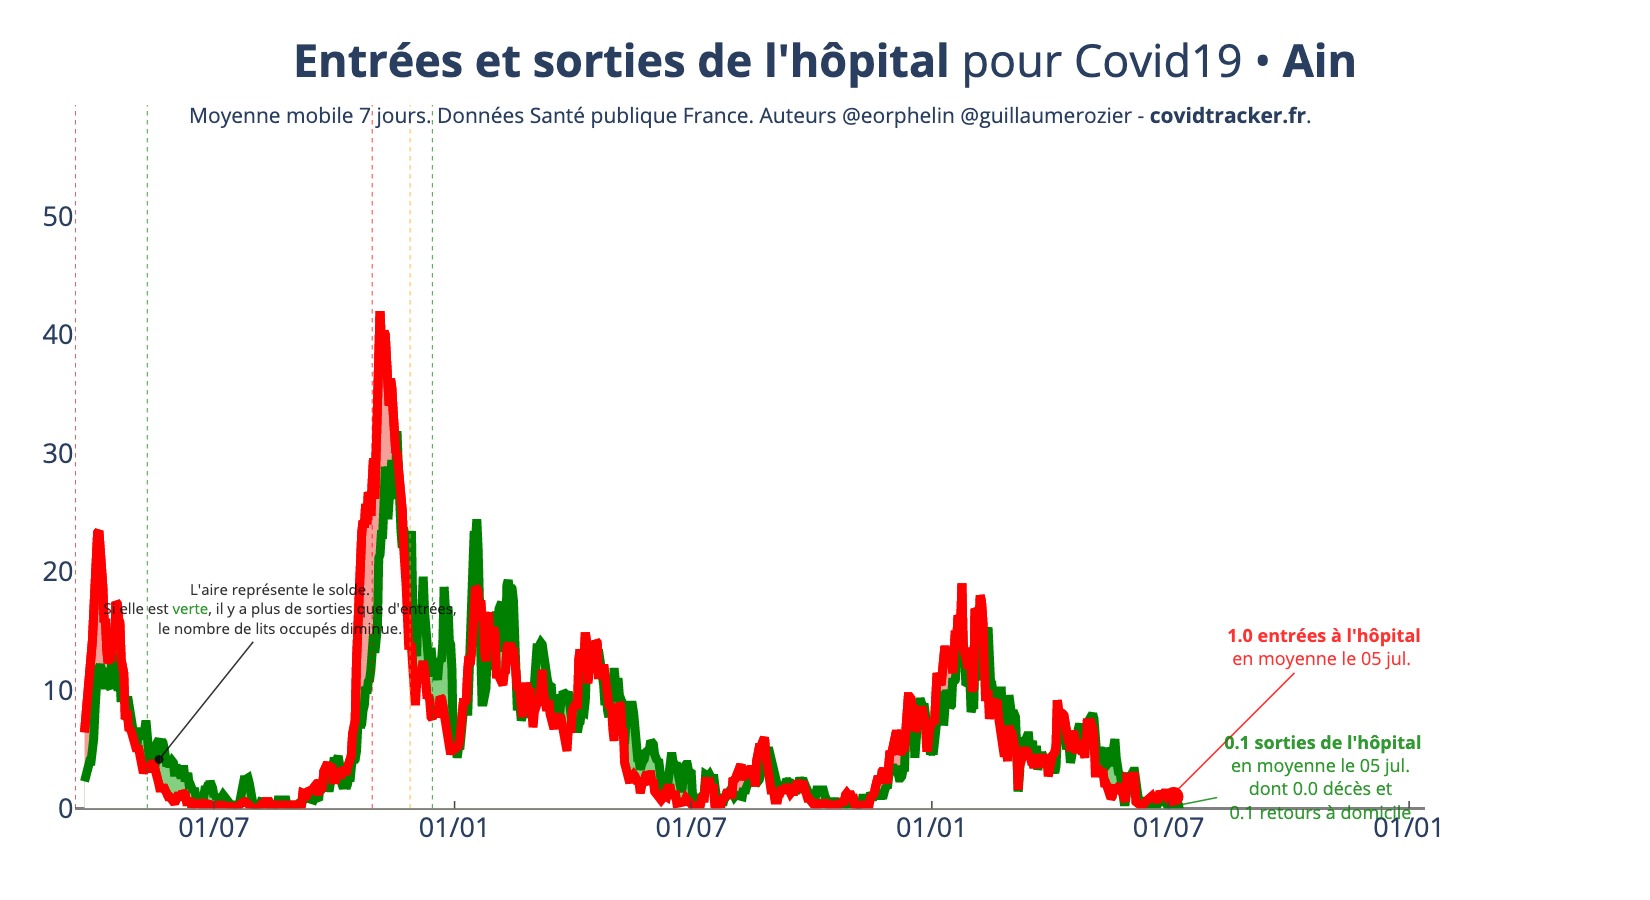 Entrées et sorties de l'hôpital pour Covid19 • Ain
Moyenne mobile 7 jours. Données Santé publique France. Auteurs @eorphelin @guillaumerozier - covidtracker.fr.
50
40
30
20
10
0
L'aire représente le solde.
Si elle est verte, il y a plus de sorties que d'entrées,
le nombre de lits occupés diminue.
1.0 entrées à l'hôpital
en moyenne le 05 jul.
0.1 sorties de l'hôpital
en moyenne le 05 jul.
dont 0.0 décès et
0.1 retours à domicile.
01/07 01/01 01/07 01/01 01/07 01/01